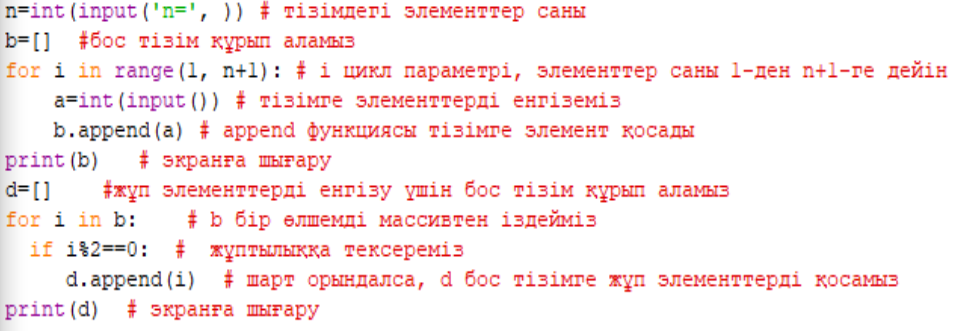 n=int(input('n=', )) # тізімдегі элементтер саны
b=[]  #бос тізім құрып аламыз
for i in range(1, n+1): # i цикл параметрі, элементтер саны 1-ден n+1-ге дейін
    a=int(input()) # тізімге элементтерді енгіземіз
    b.append(a) # append функциясы тізімге элемент қосады
print(b)   # экранға шығару
d=[]    #жұп элементтерді енгізу үшін бос тізім құрып аламыз
for i in b:    # b бір өлшемді массивтен іздейміз
  if i%2==0:  #  жұптылыққа тексереміз
     d.append(i)  # шарт орындалса, d бос тізімге жұп элементтерді қосамыз
print(d)  # экранға шығару